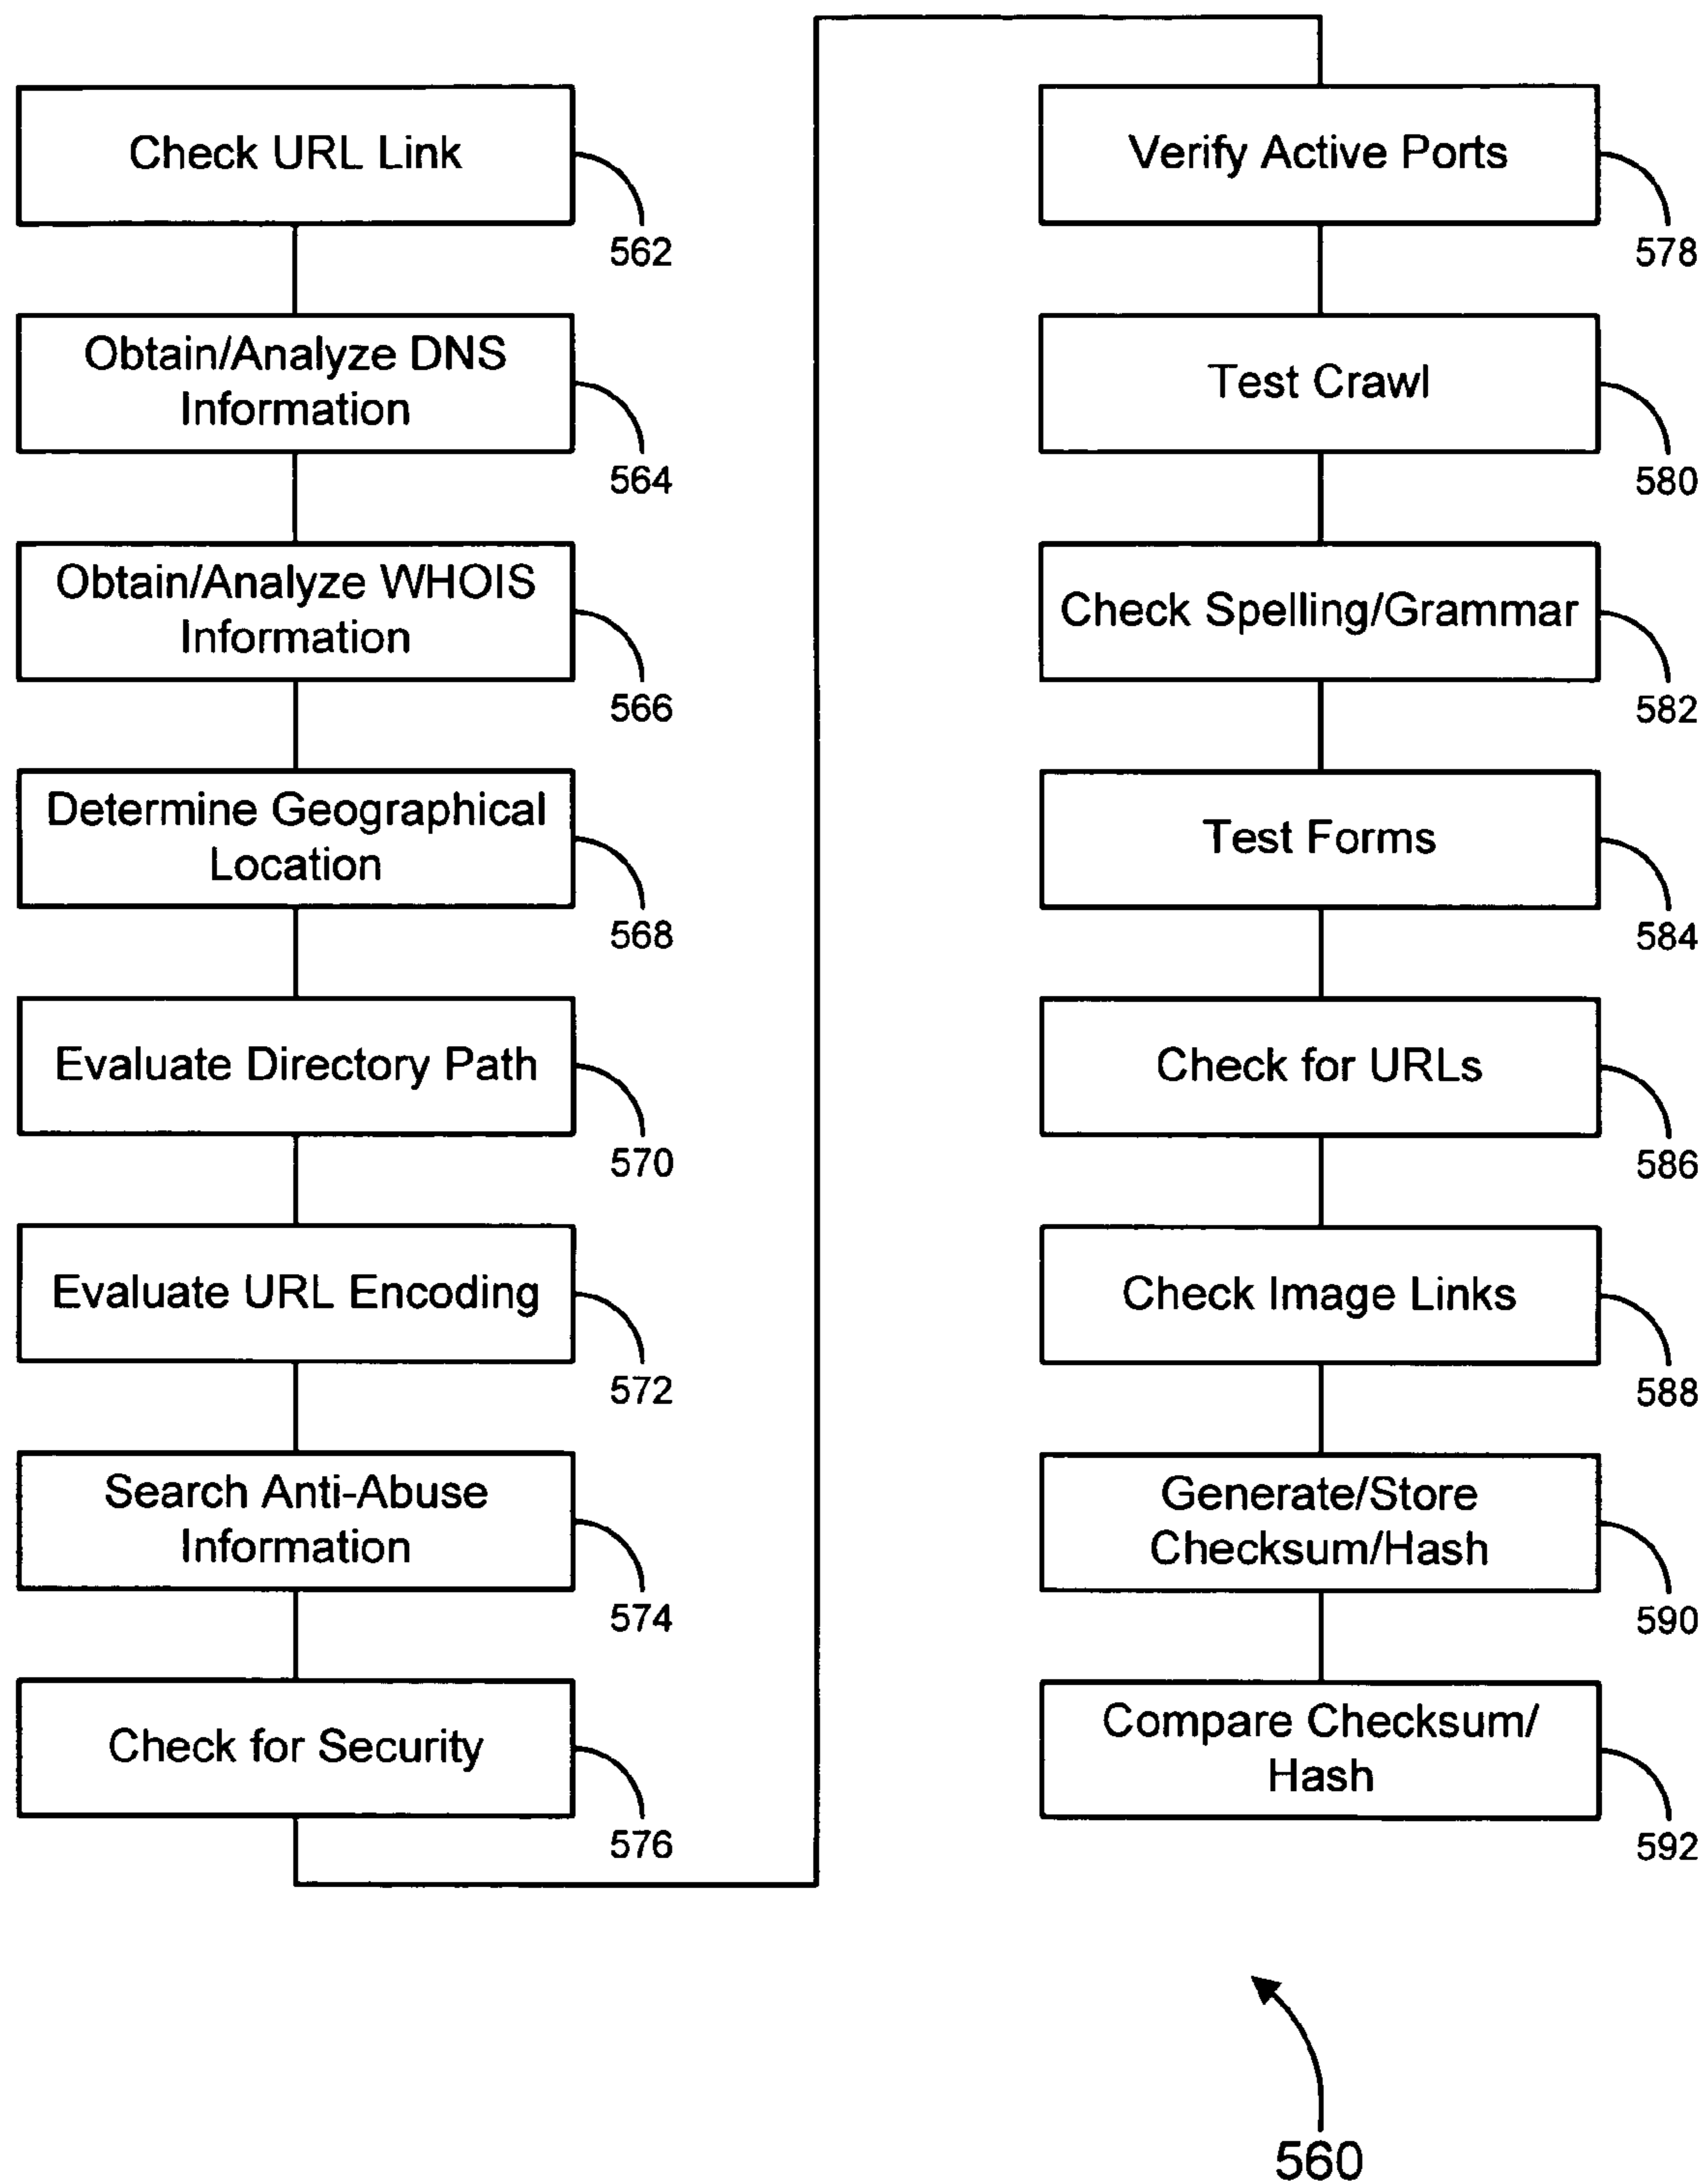 Check URL Link
562
Obtain/Analyze DNS
Information
564
Obtain/Analyze WHOIS
Information
566
Determine Geographical
Location
568
Evaluate Directory Path
570
Evaluate URL Encoding
572
Search Anti-Abuse
Information
574
Check for Security
576
Verify Active Ports
578
Test Crawl
580
Check Spelling/Grammar
582
Test Forms
584
Check for URLs
586
Check Image Links
588
Generate/Store
Checksum/Hash
590
Compare Checksum/
Hash
592
560